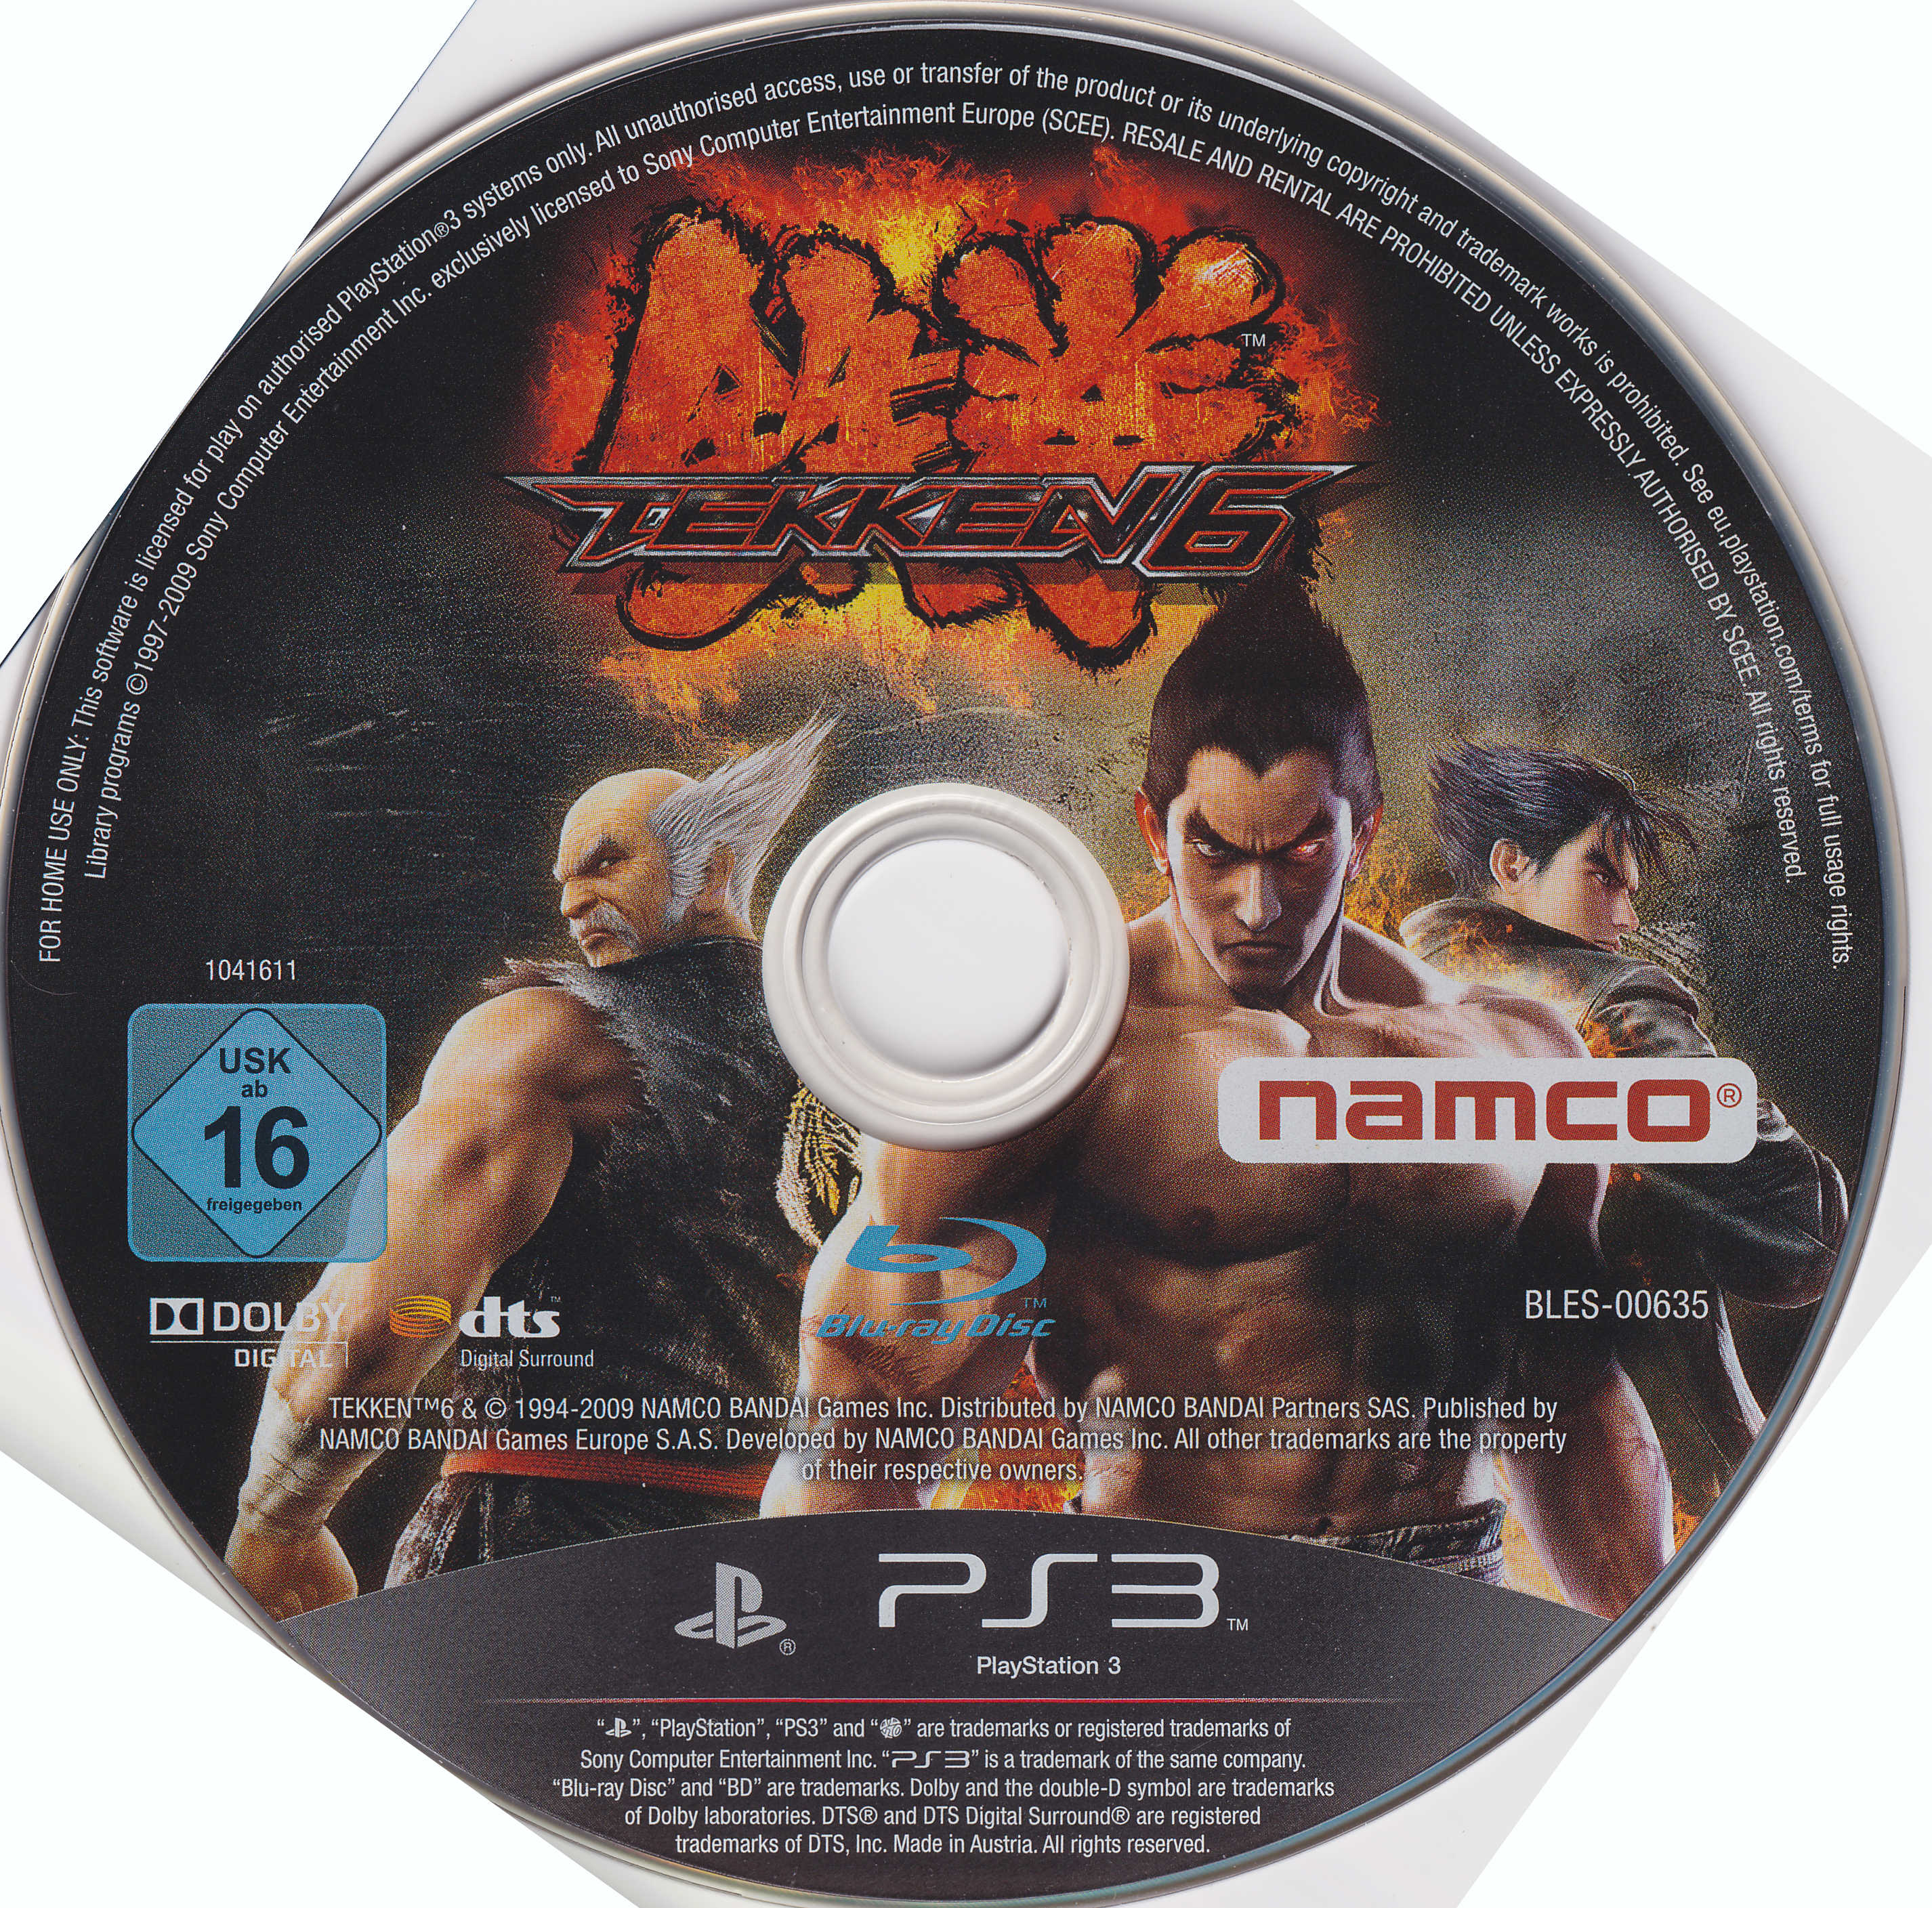 FOR HOME USE ONLY: This software is licensed for play on authorised PlayStation®3 systems only. All unauthorised access, use or transfer of the product or its underlying copyright and trademark works is prohibited. See eu.playstation.com/terms for full usage rights.
Library programs ©1997-2009 Sony Computer Entertainment Inc. exclusively licensed to Sony Computer Entertainment Europe (SCEE). RESALE AND RENTAL ARE PROHIBITED UNLESS EXPRESSLY AUTHORISED BY SCEE. All rights reserved.
鉄拳
TM
TEKKEN 6
1041611
USK
ab
16
freigegeben
namco®
DOLBY
DIGITAL
dts™
Digital Surround
TM
Blu-ray Disc
BLES-00635
TEKKEN™6 & © 1994-2009 NAMCO BANDAI Games Inc. Distributed by NAMCO BANDAI Partners SAS. Published by
NAMCO BANDAI Games Europe S.A.S. Developed by NAMCO BANDAI Games Inc. All other trademarks are the property
of their respective owners.
® PS3™
PlayStation 3
“ ”, “PlayStation”, “PS3” and “ ” are trademarks or registered trademarks of
Sony Computer Entertainment Inc. “PS3” is a trademark of the same company.
“Blu-ray Disc” and “BD” are trademarks. Dolby and the double-D symbol are trademarks
of Dolby laboratories. DTS® and DTS Digital Surround® are registered
trademarks of DTS, Inc. Made in Austria. All rights reserved.